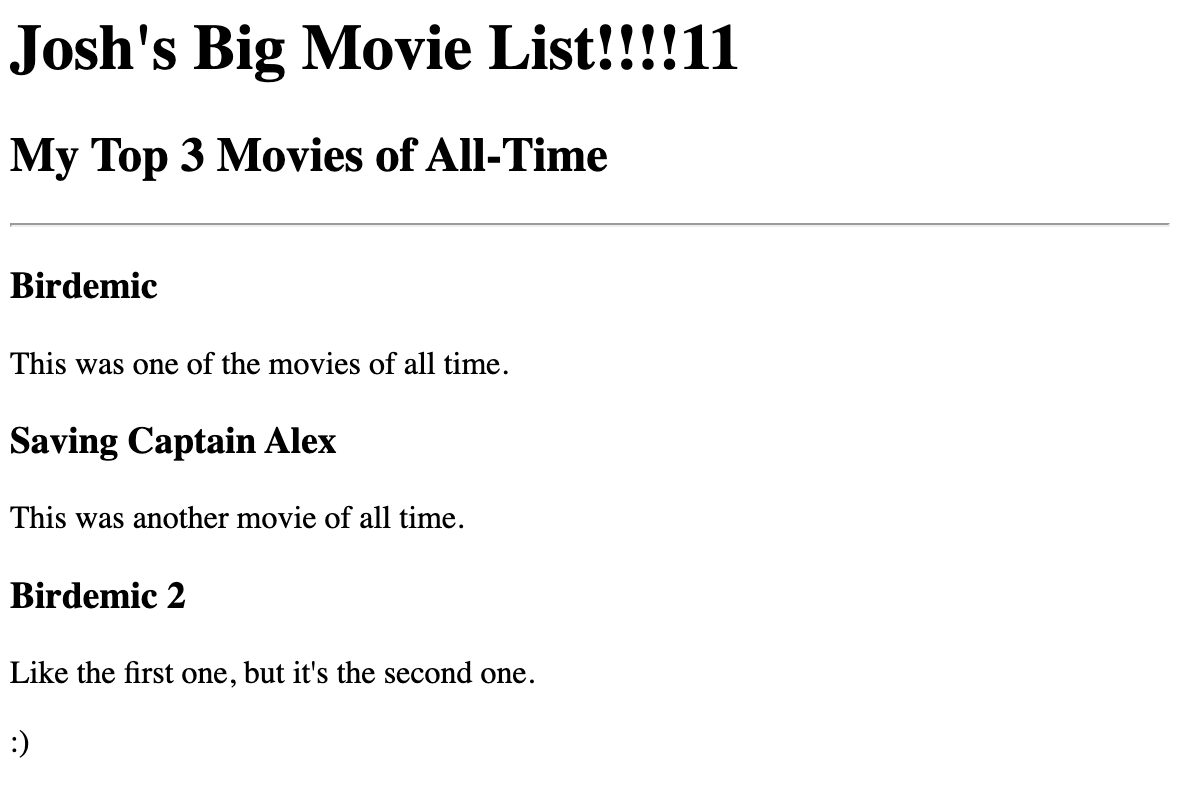 Josh's Big Movie List!!!!11
My Top 3 Movies of All-Time
Birdemic
This was one of the movies of all time.
Saving Captain Alex
This was another movie of all time.
Birdemic 2
Like the first one, but it's the second one.
:)